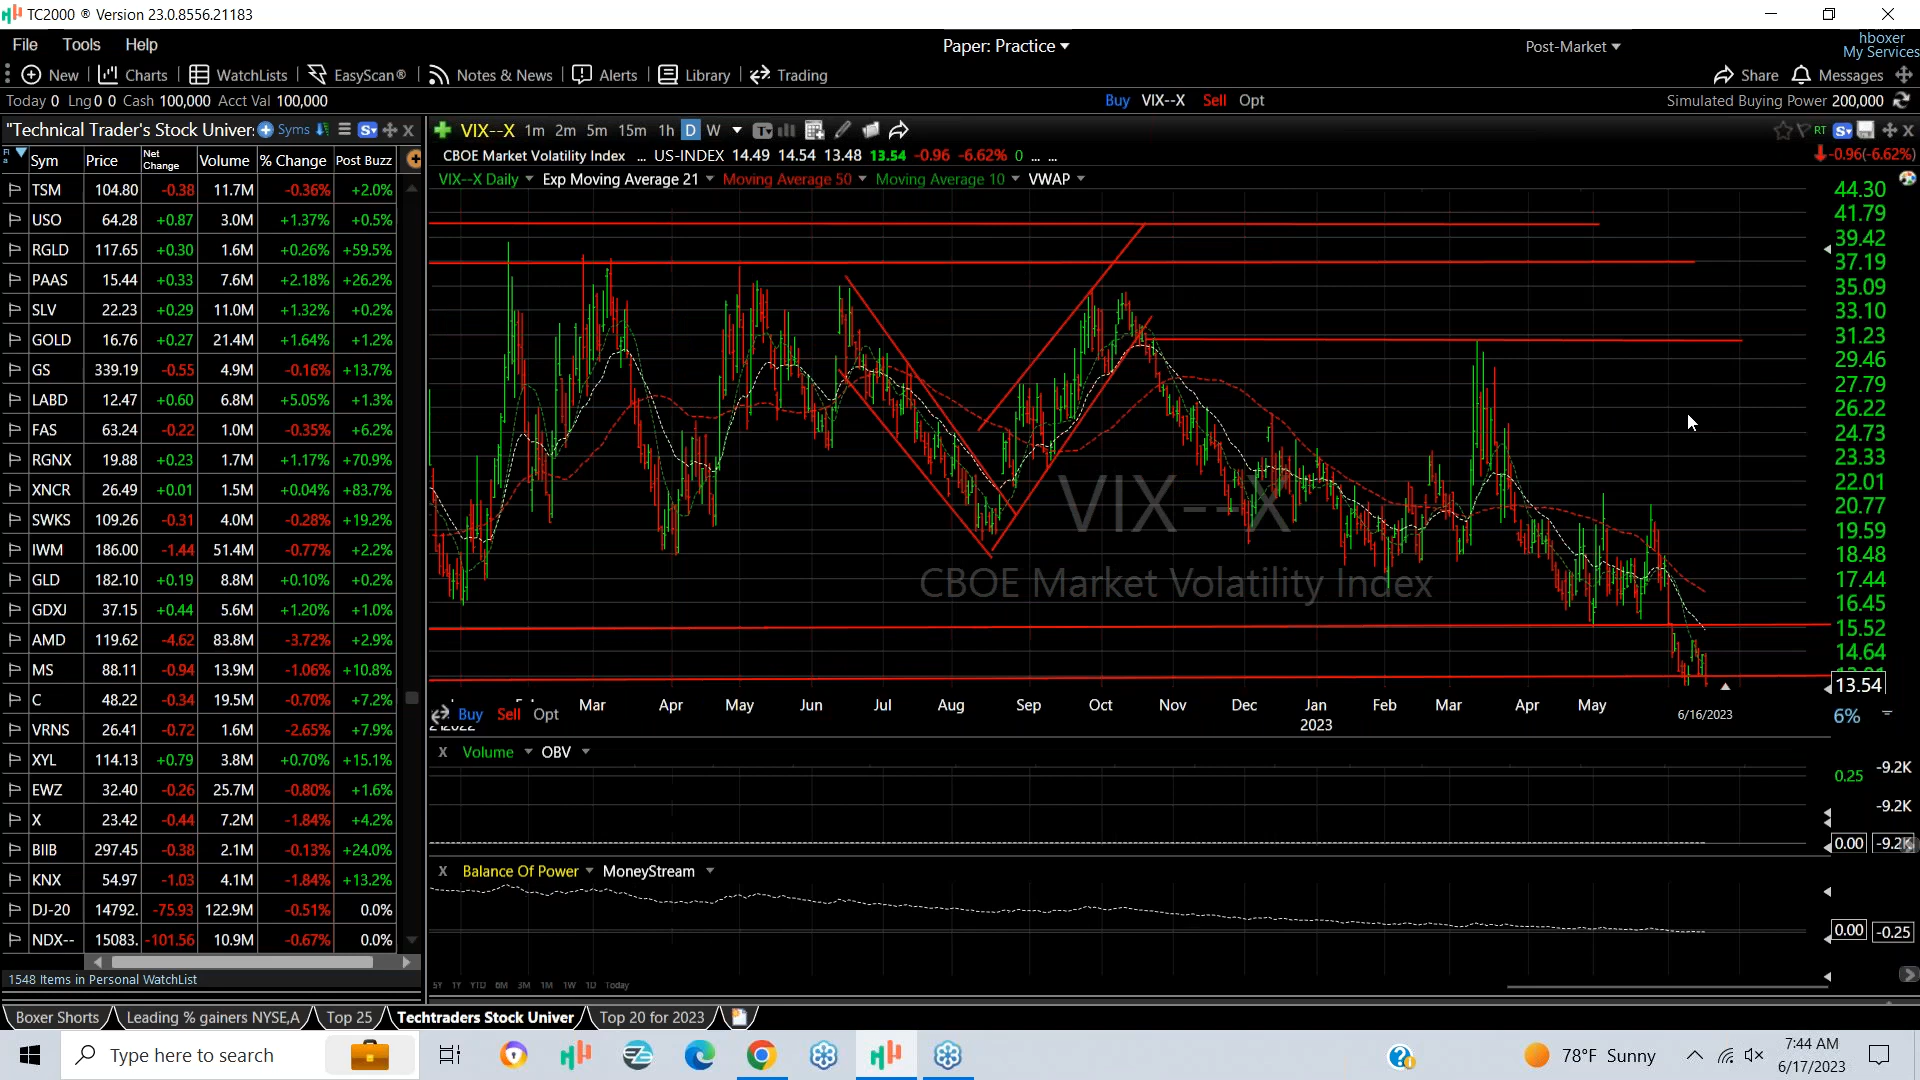 TC2000 ® Version 23.0.8556.21183
File Tools Help Paper: Practice Post-Market hboxer
My Services
New Charts WatchLists EasyScan® Notes & News Alerts Library Trading Share Messages
Today 0 Lng 0 0 Cash 100,000 Acct Val 100,000 Buy VIX--X Sell Opt Simulated Buying Power 200,000
"Technical Trader's Stock Univer: Syms
Sym Price Net Change Volume % Change Post Buzz
TSM 104.80 -0.38 11.7M -0.36% +2.0%
USO 64.28 +0.87 3.0M +1.37% +0.5%
RGLD 117.65 +0.30 1.6M +0.26% +59.5%
PAAS 15.44 +0.33 7.6M +2.18% +26.2%
SLV 22.23 +0.29 11.0M +1.32% +0.2%
GOLD 16.76 +0.27 21.4M +1.64% +1.2%
GS 339.19 -0.55 4.9M -0.16% +13.7%
LABD 12.47 +0.60 6.8M +5.05% +1.3%
FAS 63.24 -0.22 1.0M -0.35% +6.2%
RGNX 19.88 +0.23 1.7M +1.17% +70.9%
XNCR 26.49 +0.01 1.5M +0.04% +83.7%
SWKS 109.26 -0.31 4.0M -0.28% +19.2%
IWM 186.00 -1.44 51.4M -0.77% +2.2%
GLD 182.10 +0.19 8.8M +0.10% +0.2%
GDXJ 37.15 +0.44 5.6M +1.20% +1.0%
AMD 119.62 -4.62 83.8M -3.72% +2.9%
MS 88.11 -0.94 13.9M -1.06% +10.8%
C 48.22 -0.34 19.5M -0.70% +7.2%
VRNS 26.41 -0.72 1.6M -2.65% +7.9%
XYL 114.13 +0.79 3.8M +0.70% +15.1%
EWZ 32.40 -0.26 25.7M -0.80% +1.6%
X 23.42 -0.44 7.2M -1.84% +4.2%
BIIB 297.45 -0.38 2.1M -0.13% +24.0%
KNX 54.97 -1.03 4.1M -1.84% +13.2%
DJ-20 14792. -75.93 122.9M -0.51% 0.0%
NDX-- 15083. -101.56 10.9M -0.67% 0.0%
1548 Items in Personal WatchList
VIX--X 1m 2m 5m 15m 1h D W RT
CBOE Market Volatility Index ... US-INDEX 14.49 14.54 13.48 13.54 -0.96 -6.62% 0 ... ... -0.96(-6.62%)
VIX--X Daily Exp Moving Average 21 Moving Average 50 Moving Average 10 VWAP
44.30
41.79
39.42
37.19
35.09
33.10
31.23
29.46
27.79
26.22
24.73
23.33
22.01
20.77
19.59
18.48
17.44
16.45
15.52
14.64
13.54
VIX--X
CBOE Market Volatility Index
Mar Apr May Jun Jul Aug Sep Oct Nov Dec Jan Feb Mar Apr May
2023
6/16/2023
6%
Buy Sell Opt
X Volume OBV
0.25 -9.2K
-9.2K
0.00 -9.2K
X Balance Of Power MoneyStream
0.00 -0.25
5Y 1Y YTD 6M 3M 1M 1W 1D Today
Boxer Shorts Leading % gainers NYSE,A Top 25 Techtraders Stock Univer Top 20 for 2023
Type here to search 78°F Sunny 7:44 AM
6/17/2023